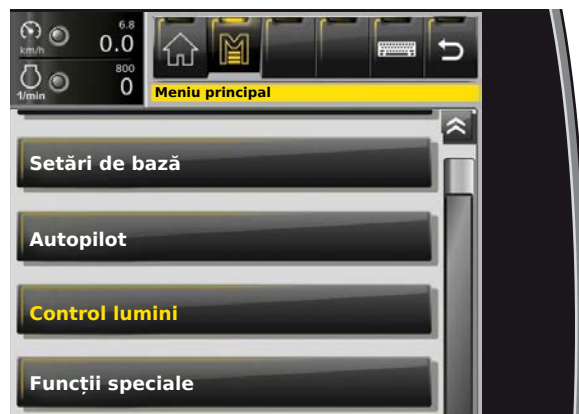 6.8
km/h 0.0
800
1/min 0
Meniu principal
Setări de bază
Autopilot
Control lumini
Funcții speciale